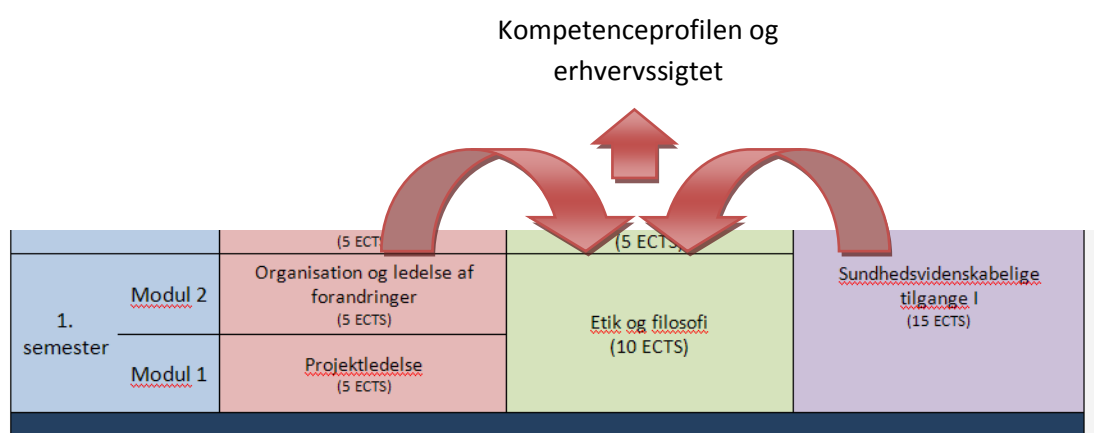 Kompetenceprofilen og
erhvervssigtet
(5 ECTS)
(5 ECTS)
1.
semester
Modul 2
Organisation og ledelse af
forandringer
(5 ECTS)
Modul 1
Projektledelse
(5 ECTS)
Etik og filosofi
(10 ECTS)
Sundhedsvidenskabelige
tilgange I
(15 ECTS)